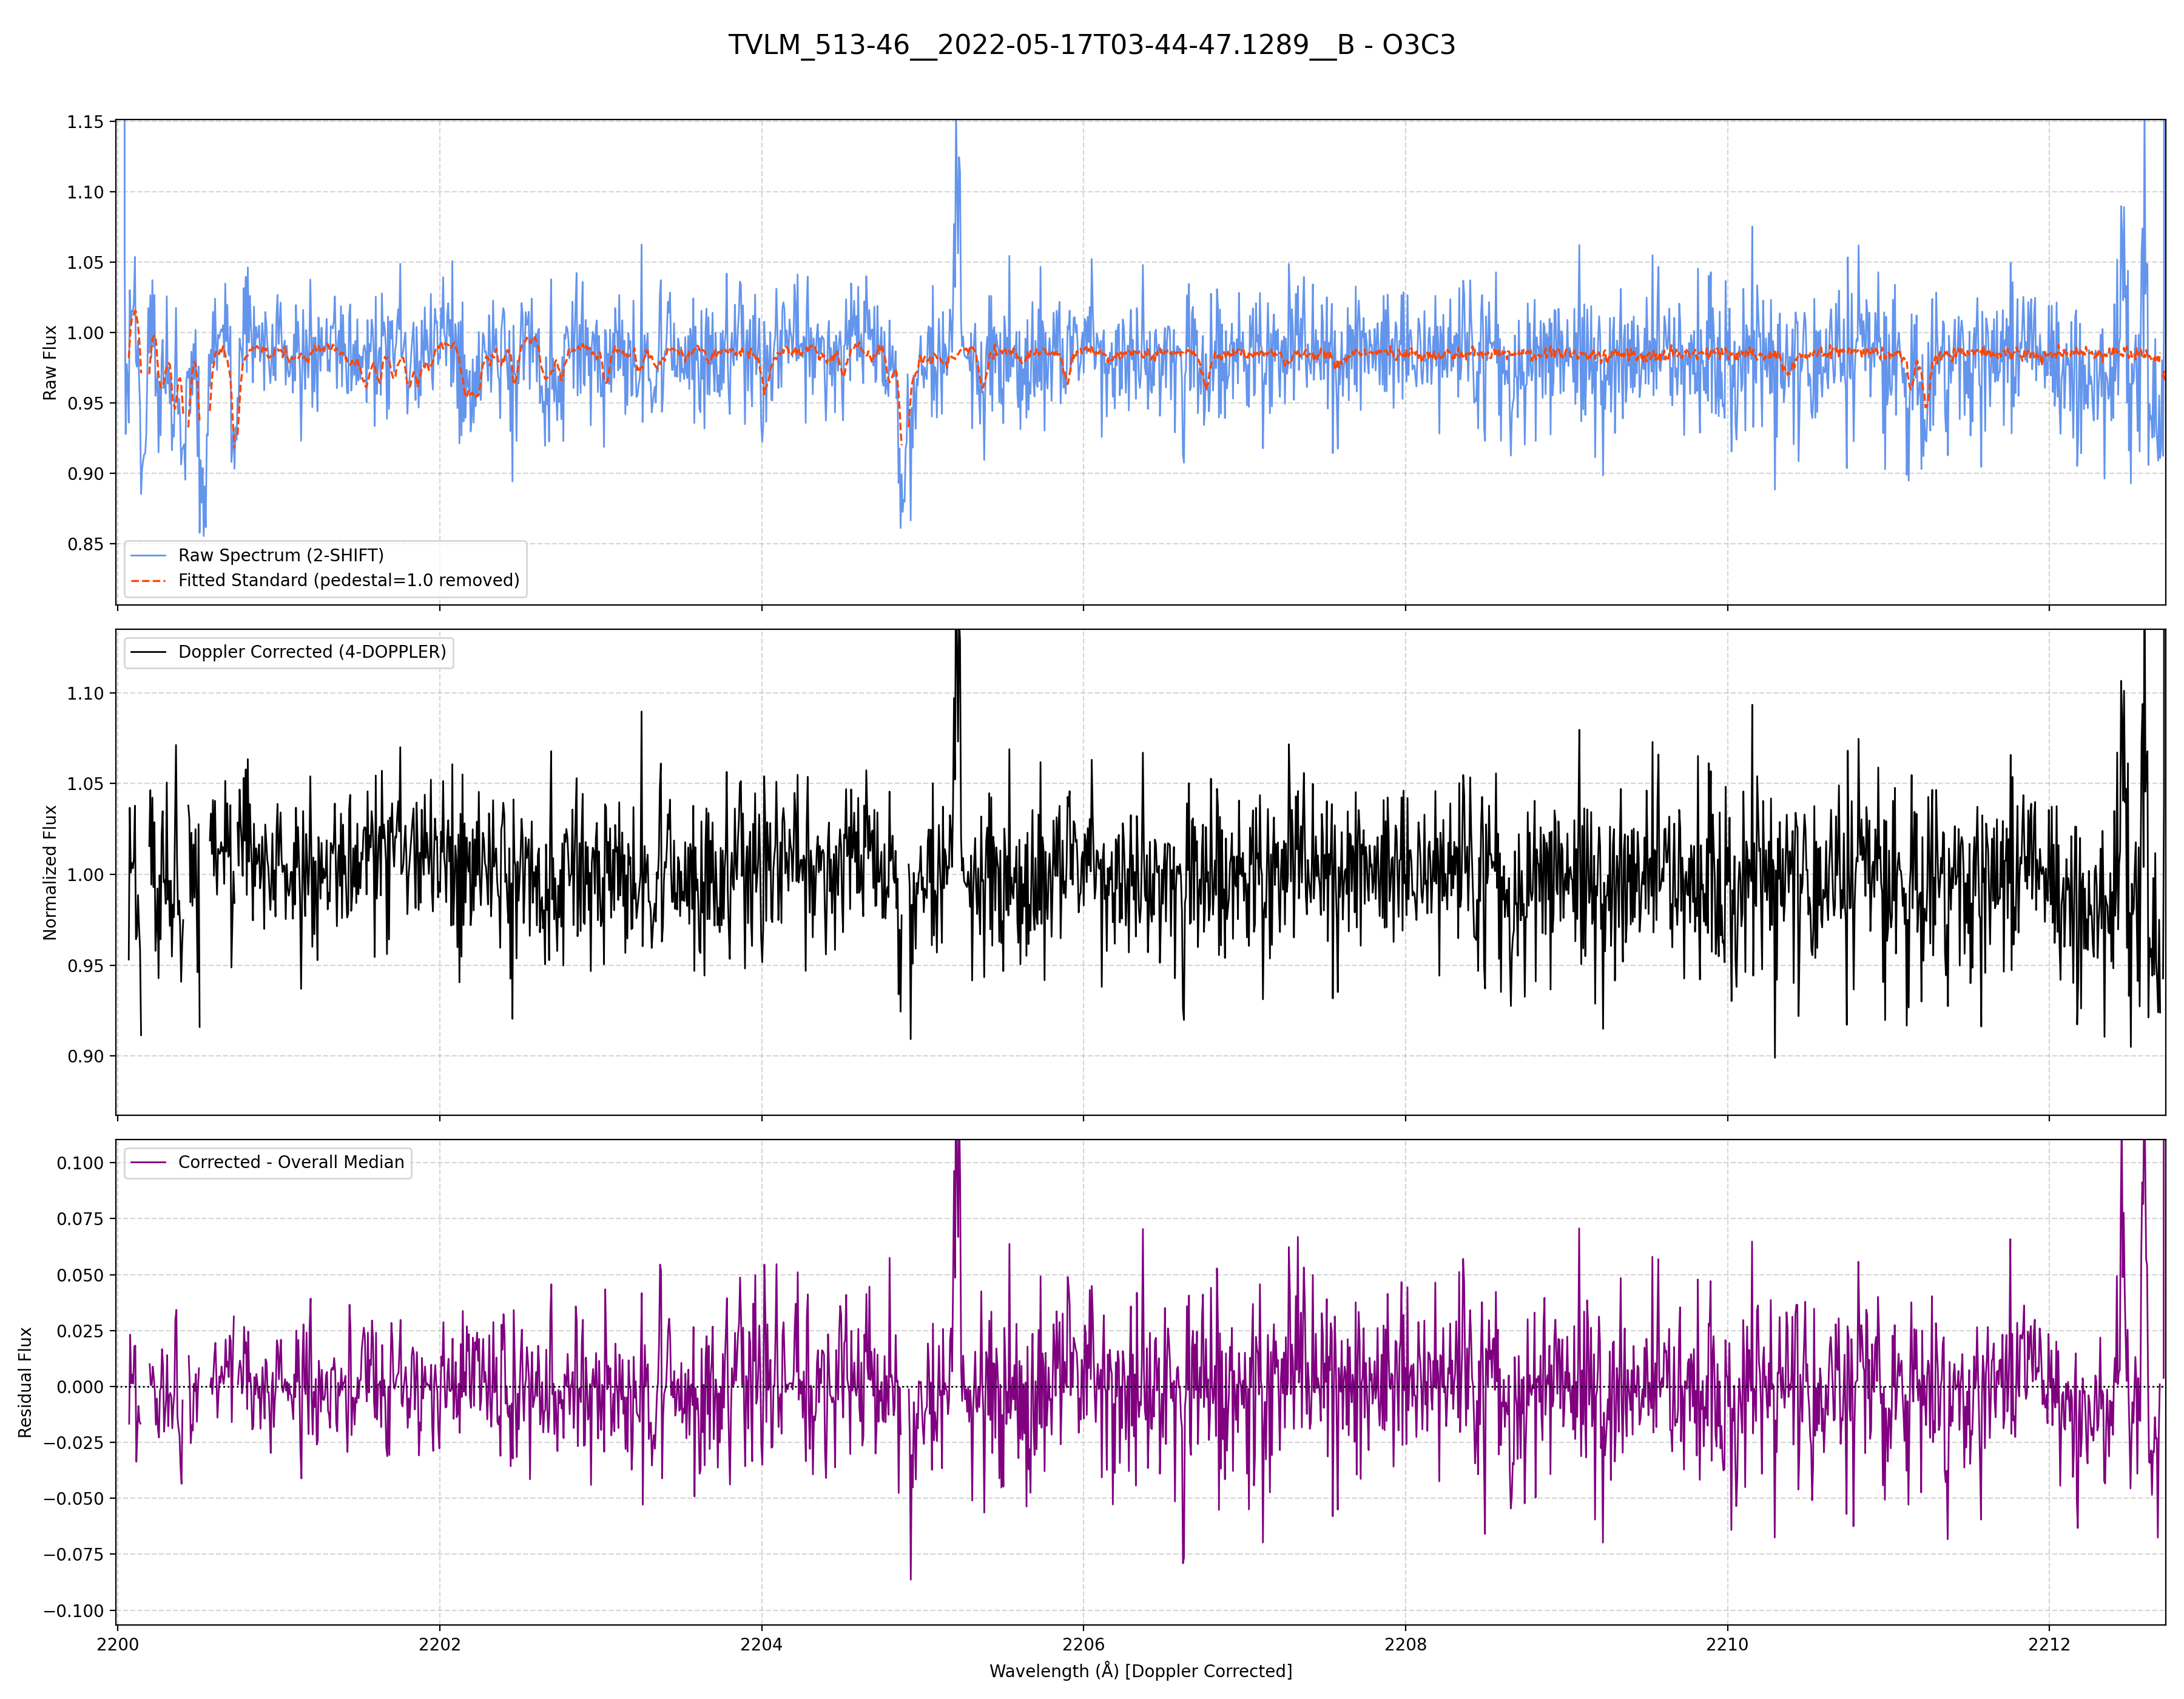 TVLM_513-46__2022-05-17T03-44-47.1289__B - O3C3
1.15
1.10
1.05
1.00
0.95
0.90
0.85
Raw Flux
Raw Spectrum (2-SHIFT)
Fitted Standard (pedestal=1.0 removed)
Doppler Corrected (4-DOPPLER)
1.10
1.05
1.00
0.95
0.90
Normalized Flux
Corrected - Overall Median
0.100
0.075
0.050
0.025
0.000
−0.025
−0.050
−0.075
−0.100
Residual Flux
2200 2202 2204 2206 2208 2210 2212
Wavelength (Å) [Doppler Corrected]